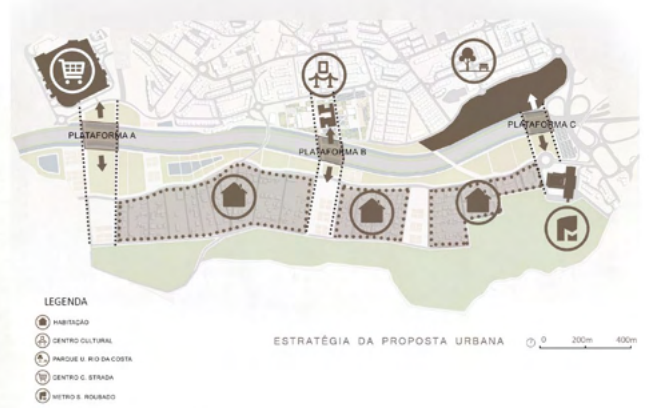 PLATAFORMA A
PLATAFORMA B
PLATAFORMA C
LEGENDA
HABITAÇÃO
CENTRO CULTURAL
PARQUE U. RIO DA COSTA
CENTRO C. STRADA
METRO S. ROUBADO
ESTRATÉGIA DA PROPOSTA URBANA
0 200m 400m